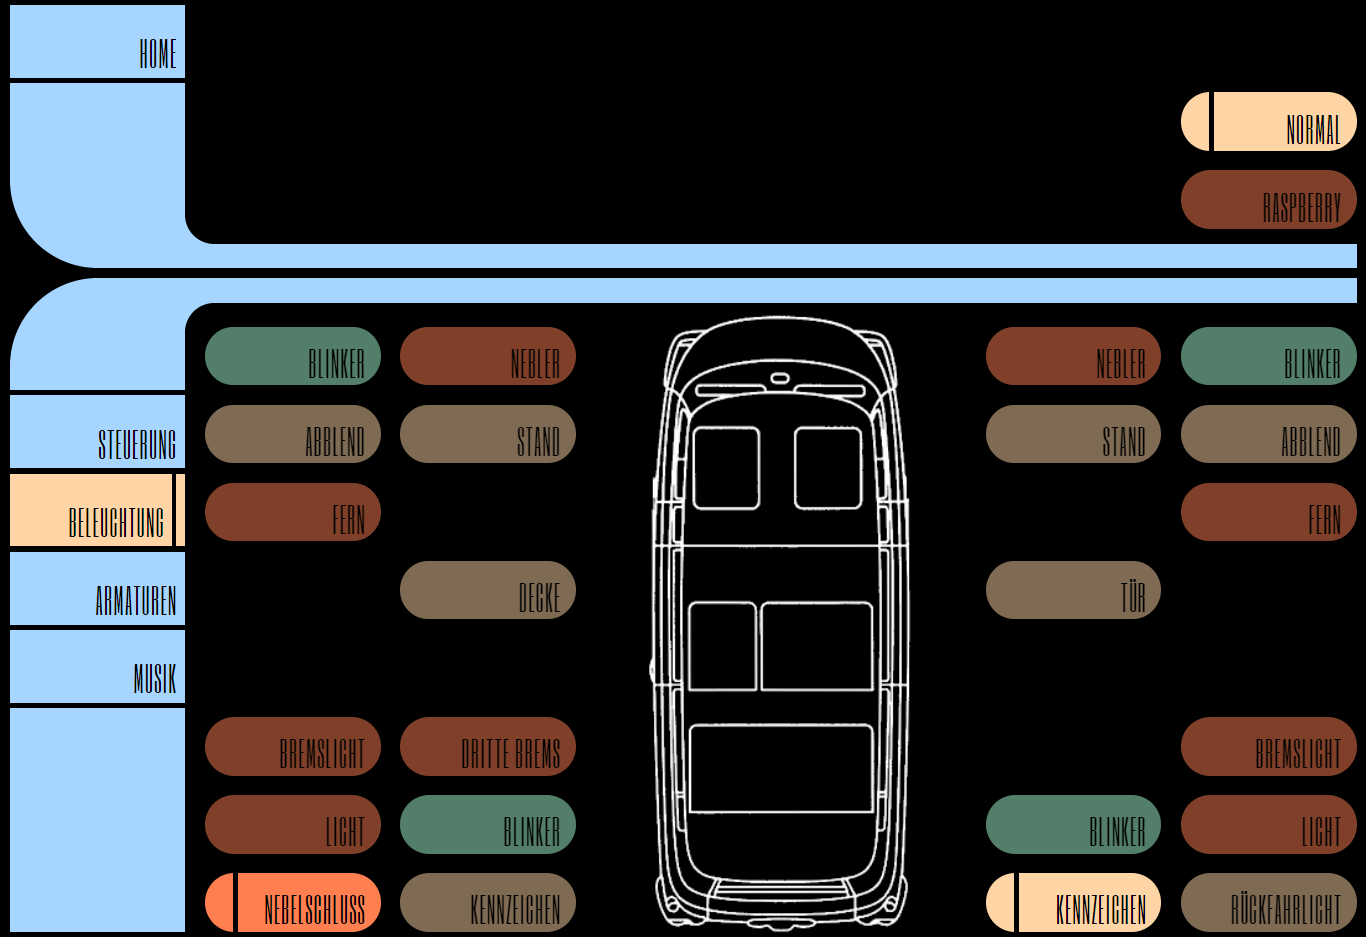 HOME
NORMAL
RASPBERRY
BLINKER NEBLER NEBLER BLINKER
STEUERUNG ABBLEND STAND STAND ABBLEND
BELEUCHTUNG FERN FERN
ARMATUREN DECKE TÜR
MUSIK
BREMSLICHT DRITTE BREMS BREMSLICHT
LICHT BLINKER BLINKER LICHT
NEBELSCHLUSS KENNZEICHEN KENNZEICHEN RÜCKFAHRLICHT